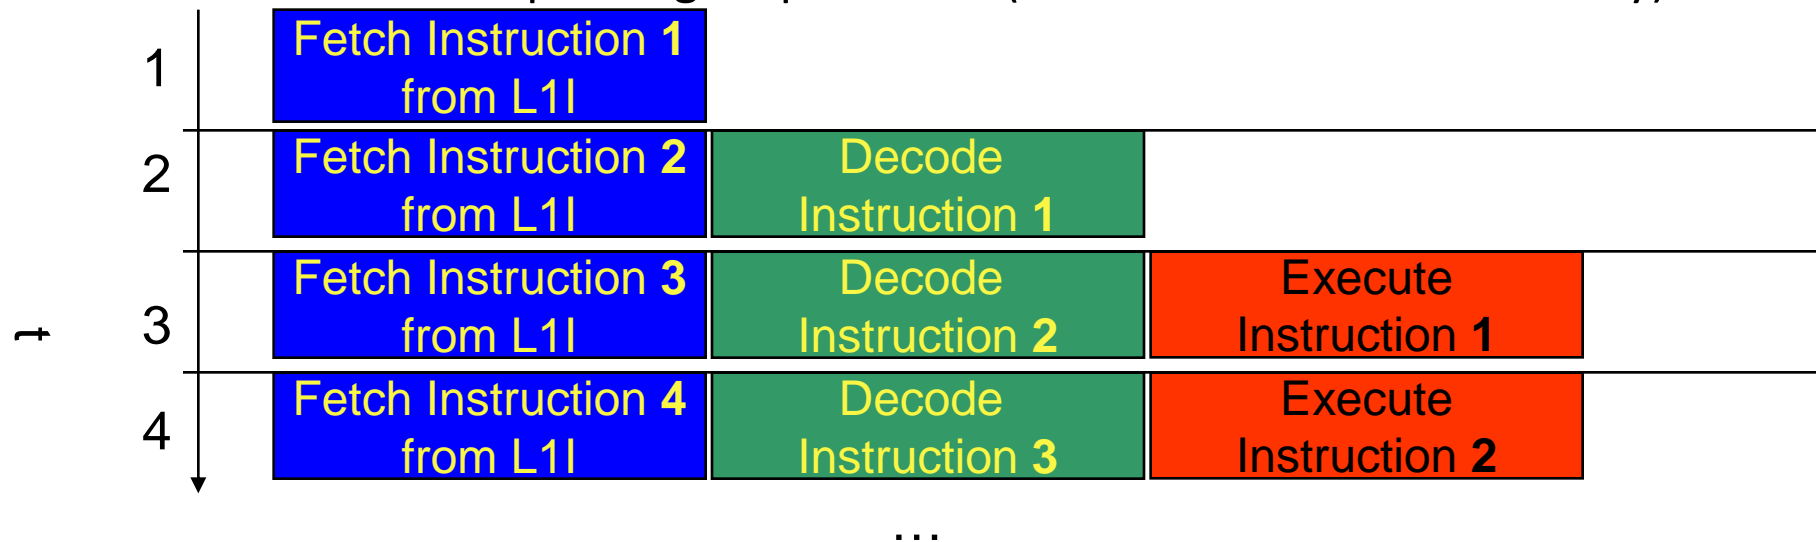 1
Fetch Instruction 1
from L1I
2
Fetch Instruction 2
from L1I
Decode
Instruction 1
3
Fetch Instruction 3
from L1I
Decode
Instruction 2
Execute
Instruction 1
t
4
Fetch Instruction 4
from L1I
Decode
Instruction 3
Execute
Instruction 2
...